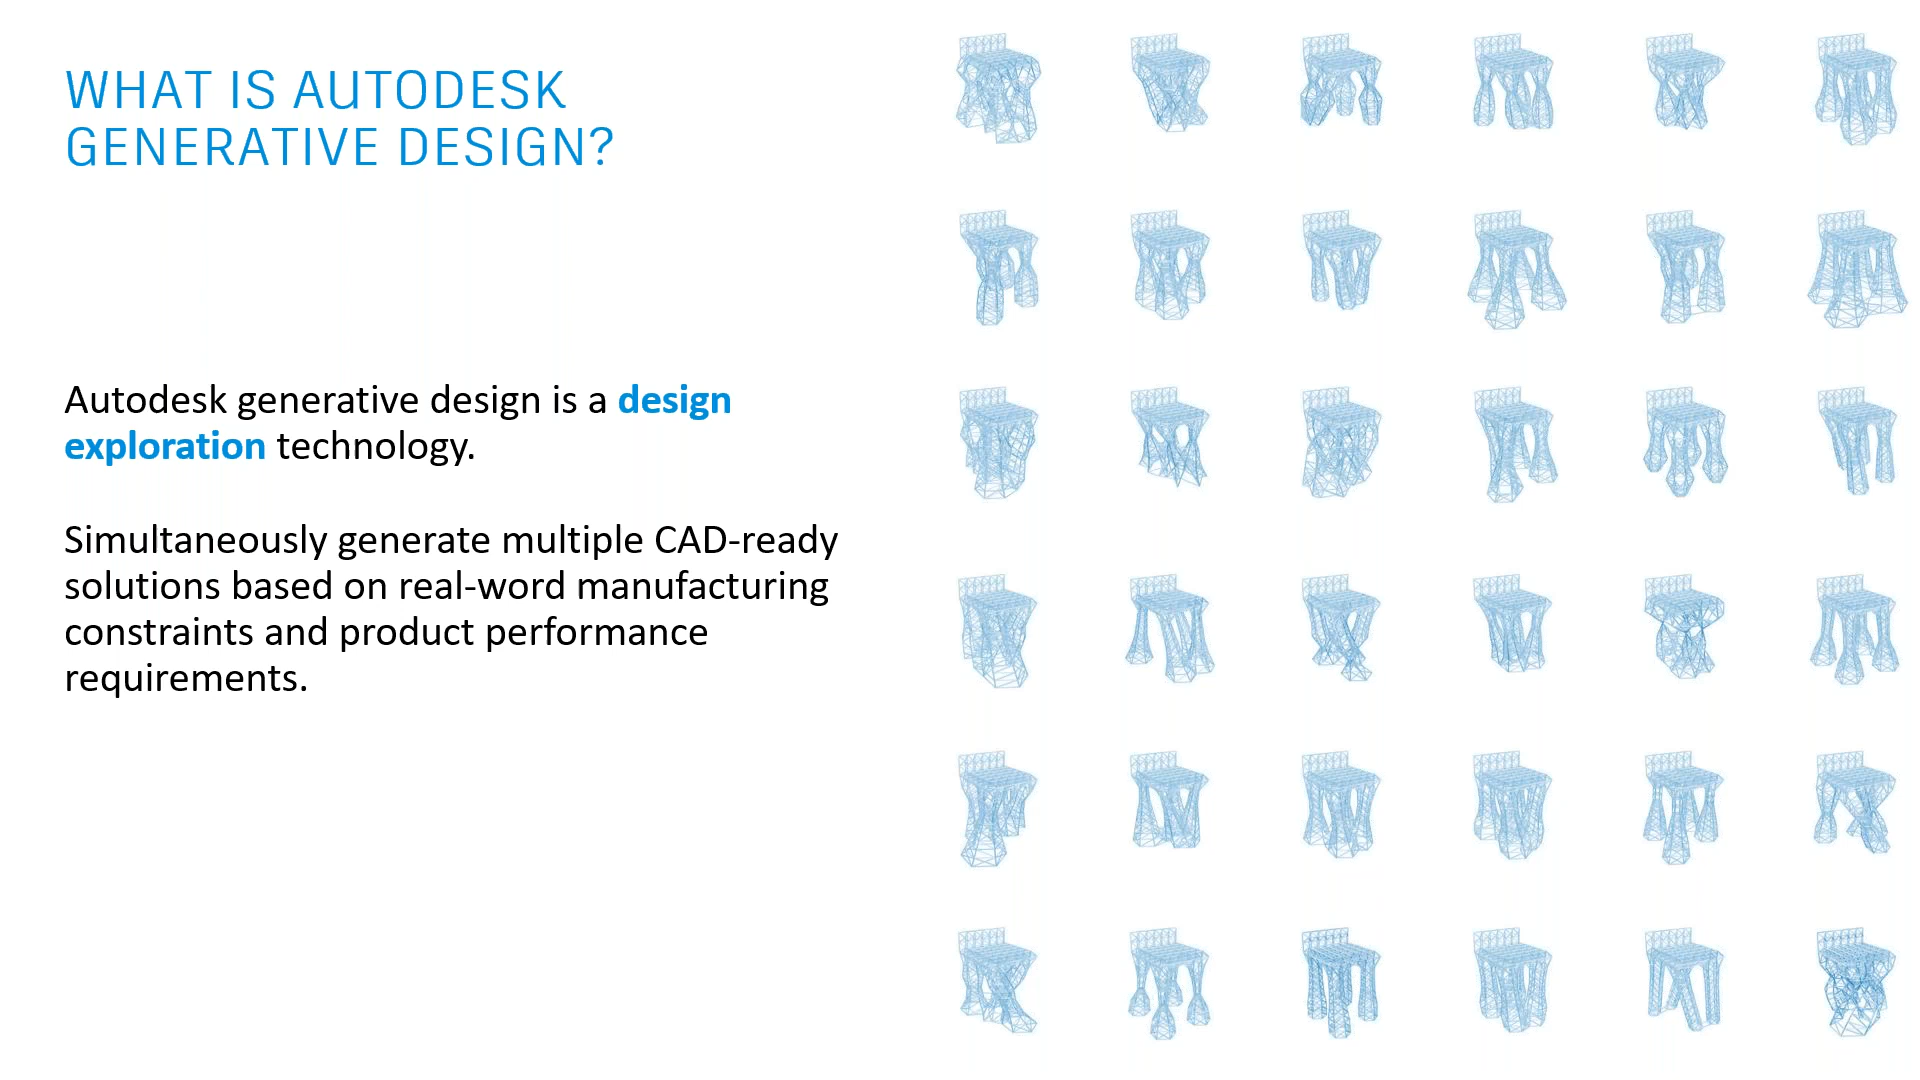 WHAT IS AUTODESK
GENERATIVE DESIGN?
Autodesk generative design is a design
exploration technology.
Simultaneously generate multiple CAD-ready
solutions based on real-word manufacturing
constraints and product performance
requirements.